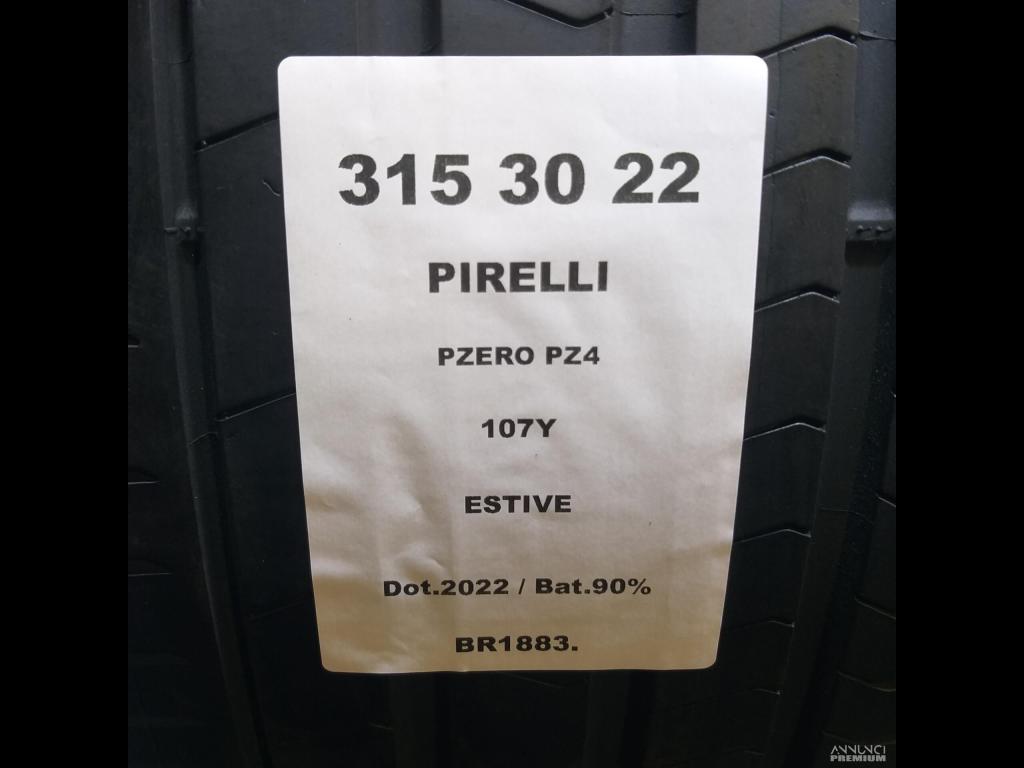 315 30 22
PIRELLI
PZERO PZ4
107Y
ESTIVE
Dot.2022 / Bat.90%
BR1883.
ANNUNCI
PREMIUM